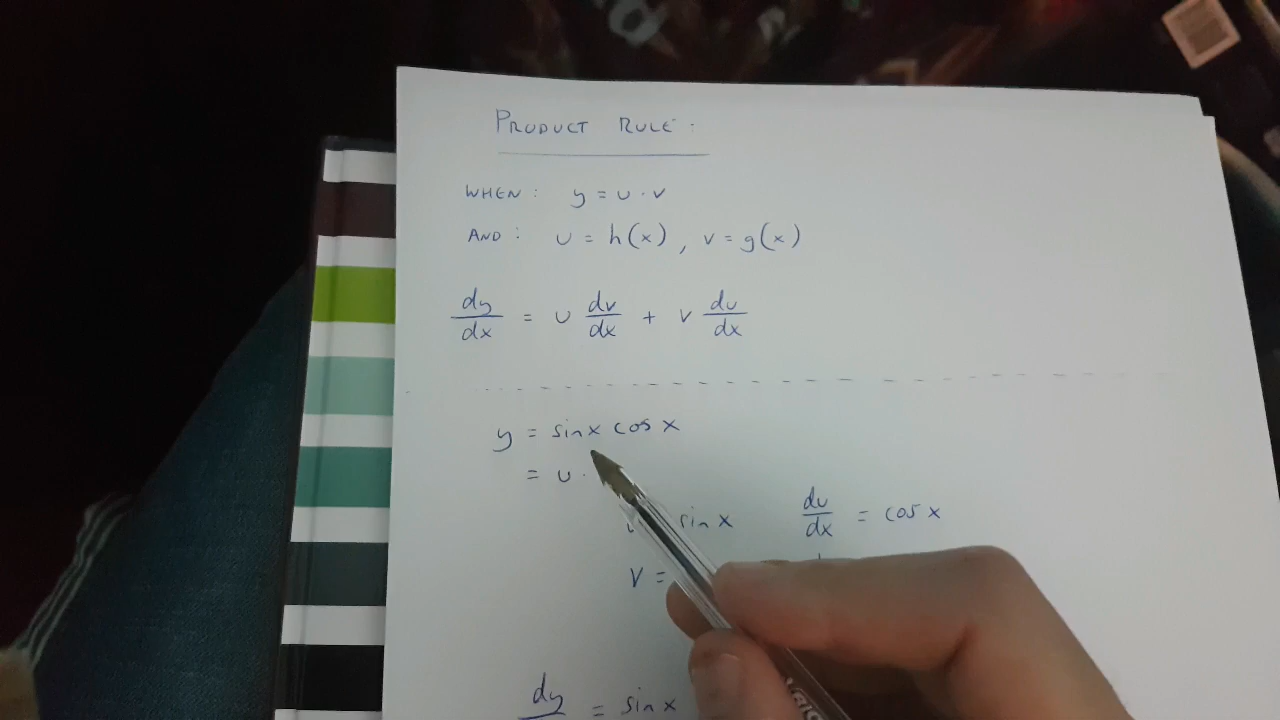 PRODUCT RULE:
WHEN: y = u · v
AND: u = h(x), v = g(x)
dy/dx = u dv/dx + v du/dx
y = sinx cos x
= u ·
sin x du/dx = cos x
v =
dy = sin x